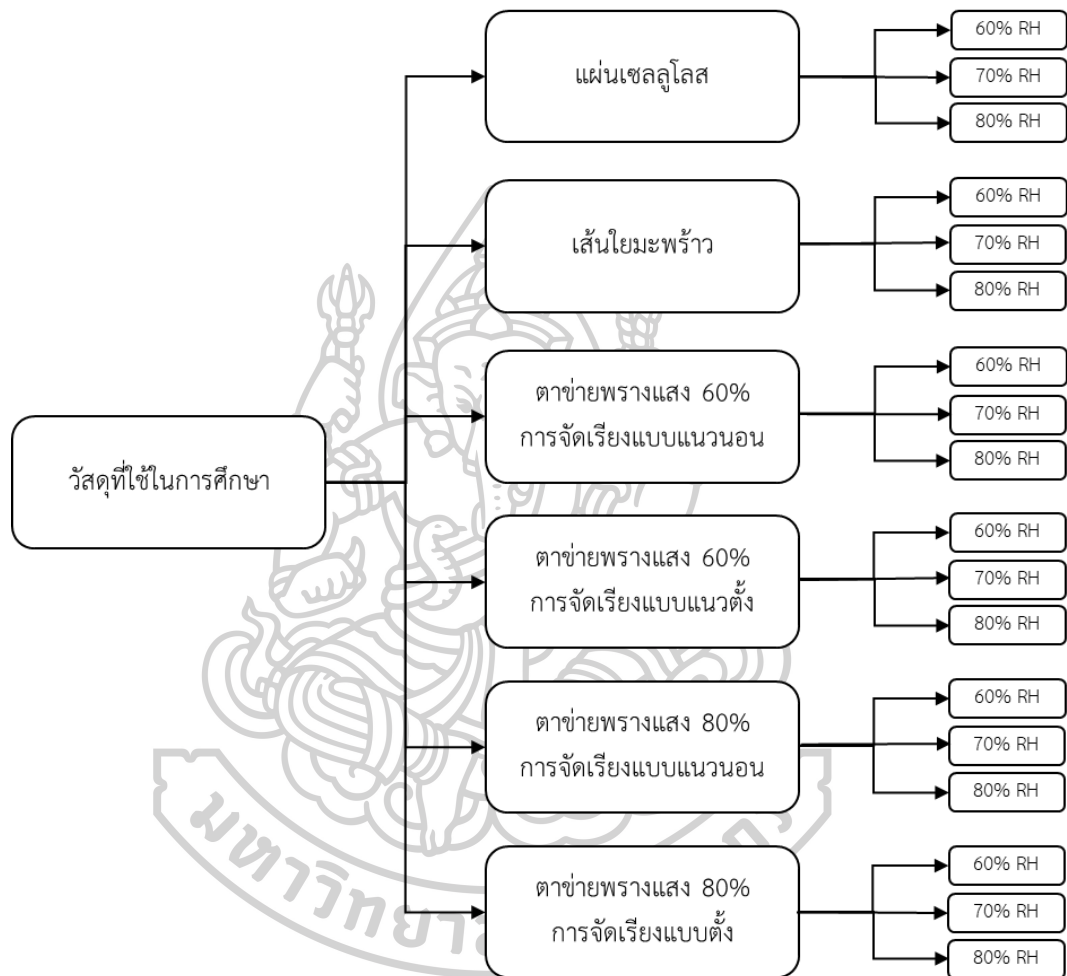 แผ่นเซลลูโลส
60% RH
70% RH
80% RH
เส้นใยมะพร้าว
60% RH
70% RH
80% RH
ตาข่ายพรางแสง 60%
การจัดเรียงแบบแนวนอน
60% RH
70% RH
80% RH
วัสดุที่ใช้ในการศึกษา
ตาข่ายพรางแสง 60%
การจัดเรียงแบบแนวตั้ง
60% RH
70% RH
80% RH
ตาข่ายพรางแสง 80%
การจัดเรียงแบบแนวนอน
60% RH
70% RH
80% RH
ตาข่ายพรางแสง 80%
การจัดเรียงแบบตั้ง
60% RH
70% RH
80% RH